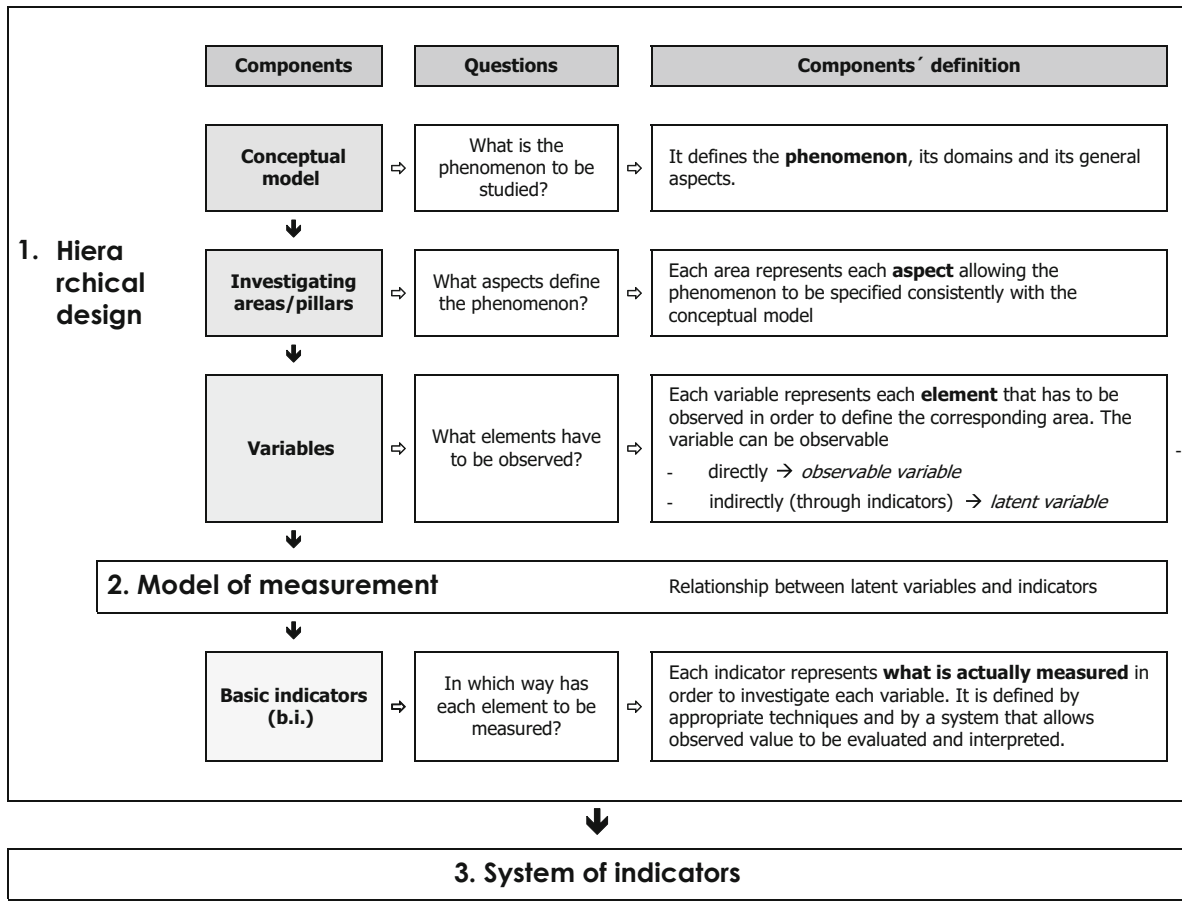 Components
Questions
Components´ definition
Conceptual
model
⇨
What is the
phenomenon to be
studied?
⇨
It defines the phenomenon, its domains and its general
aspects.
1. Hiera
rchical
design
Investigating
areas/pillars
⇨
What aspects define
the phenomenon?
⇨
Each area represents each aspect allowing the
phenomenon to be specified consistently with the
conceptual model
Variables
⇨
What elements have
to be observed?
⇨
Each variable represents each element that has to be
observed in order to define the corresponding area. The
variable can be observable
- directly → observable variable
- indirectly (through indicators) → latent variable
-
2. Model of measurement
Relationship between latent variables and indicators
Basic indicators
(b.i.)
⇨
In which way has
each element to be
measured?
⇨
Each indicator represents what is actually measured in
order to investigate each variable. It is defined by
appropriate techniques and by a system that allows
observed value to be evaluated and interpreted.
3. System of indicators